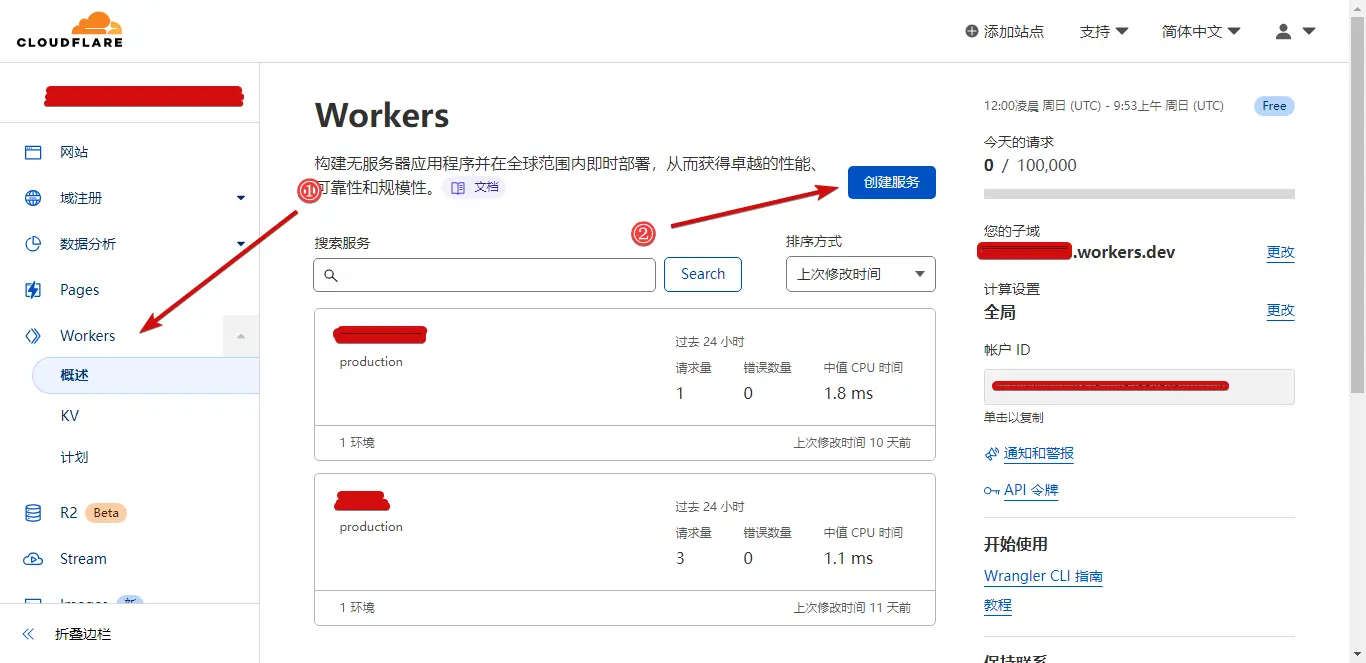 CLOUDFLARE
添加站点
支持
简体中文
网站
域注册
数据分析
Pages
Workers
概述
KV
计划
R2 Beta
Stream
Images 新
折叠边栏
①
②
Workers
构建无服务器应用程序并在全球范围内即时部署，从而获得卓越的性能、
可靠性和规模性。 文档
创建服务
搜索服务
Search
排序方式
上次修改时间
production
过去 24 小时
请求量 错误数量 中值 CPU 时间
1 0 1.8 ms
1 环境 上次修改时间 10 天前
production
过去 24 小时
请求量 错误数量 中值 CPU 时间
3 0 1.1 ms
1 环境 上次修改时间 11 天前
12:00凌晨 周日 (UTC) - 9:53上午 周日 (UTC) Free
今天的请求
0 / 100,000
您的子域
.workers.dev 更改
计算设置
全局 更改
帐户 ID
单击以复制
通知和警报
API 令牌
开始使用
Wrangler CLI 指南
教程
保持联系